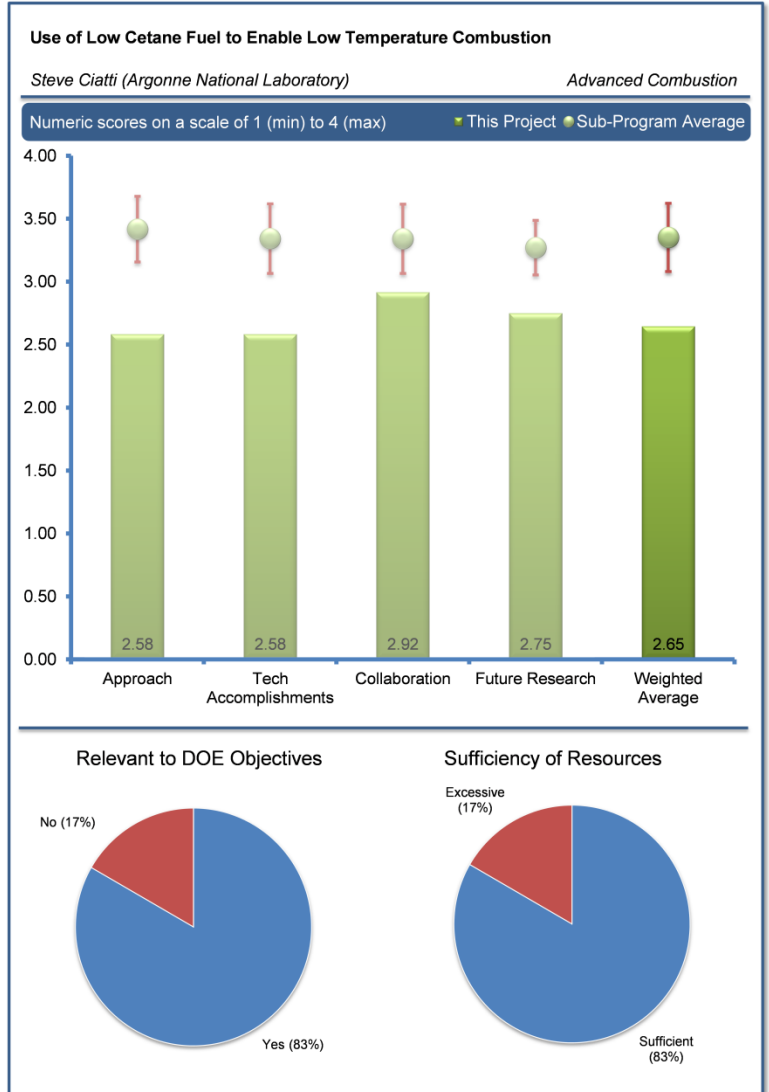 Use of Low Cetane Fuel to Enable Low Temperature Combustion
Steve Ciatti (Argonne National Laboratory) Advanced Combustion
Numeric scores on a scale of 1 (min) to 4 (max) This Project Sub-Program Average
4.00
3.50
3.00
2.50
2.00
1.50
1.00
0.50
0.00
2.58 2.58 2.92 2.75 2.65
Approach Tech Accomplishments Collaboration Future Research Weighted Average
Relevant to DOE Objectives Sufficiency of Resources
No (17%)
Yes (83%)
Excessive
(17%)
Sufficient
(83%)